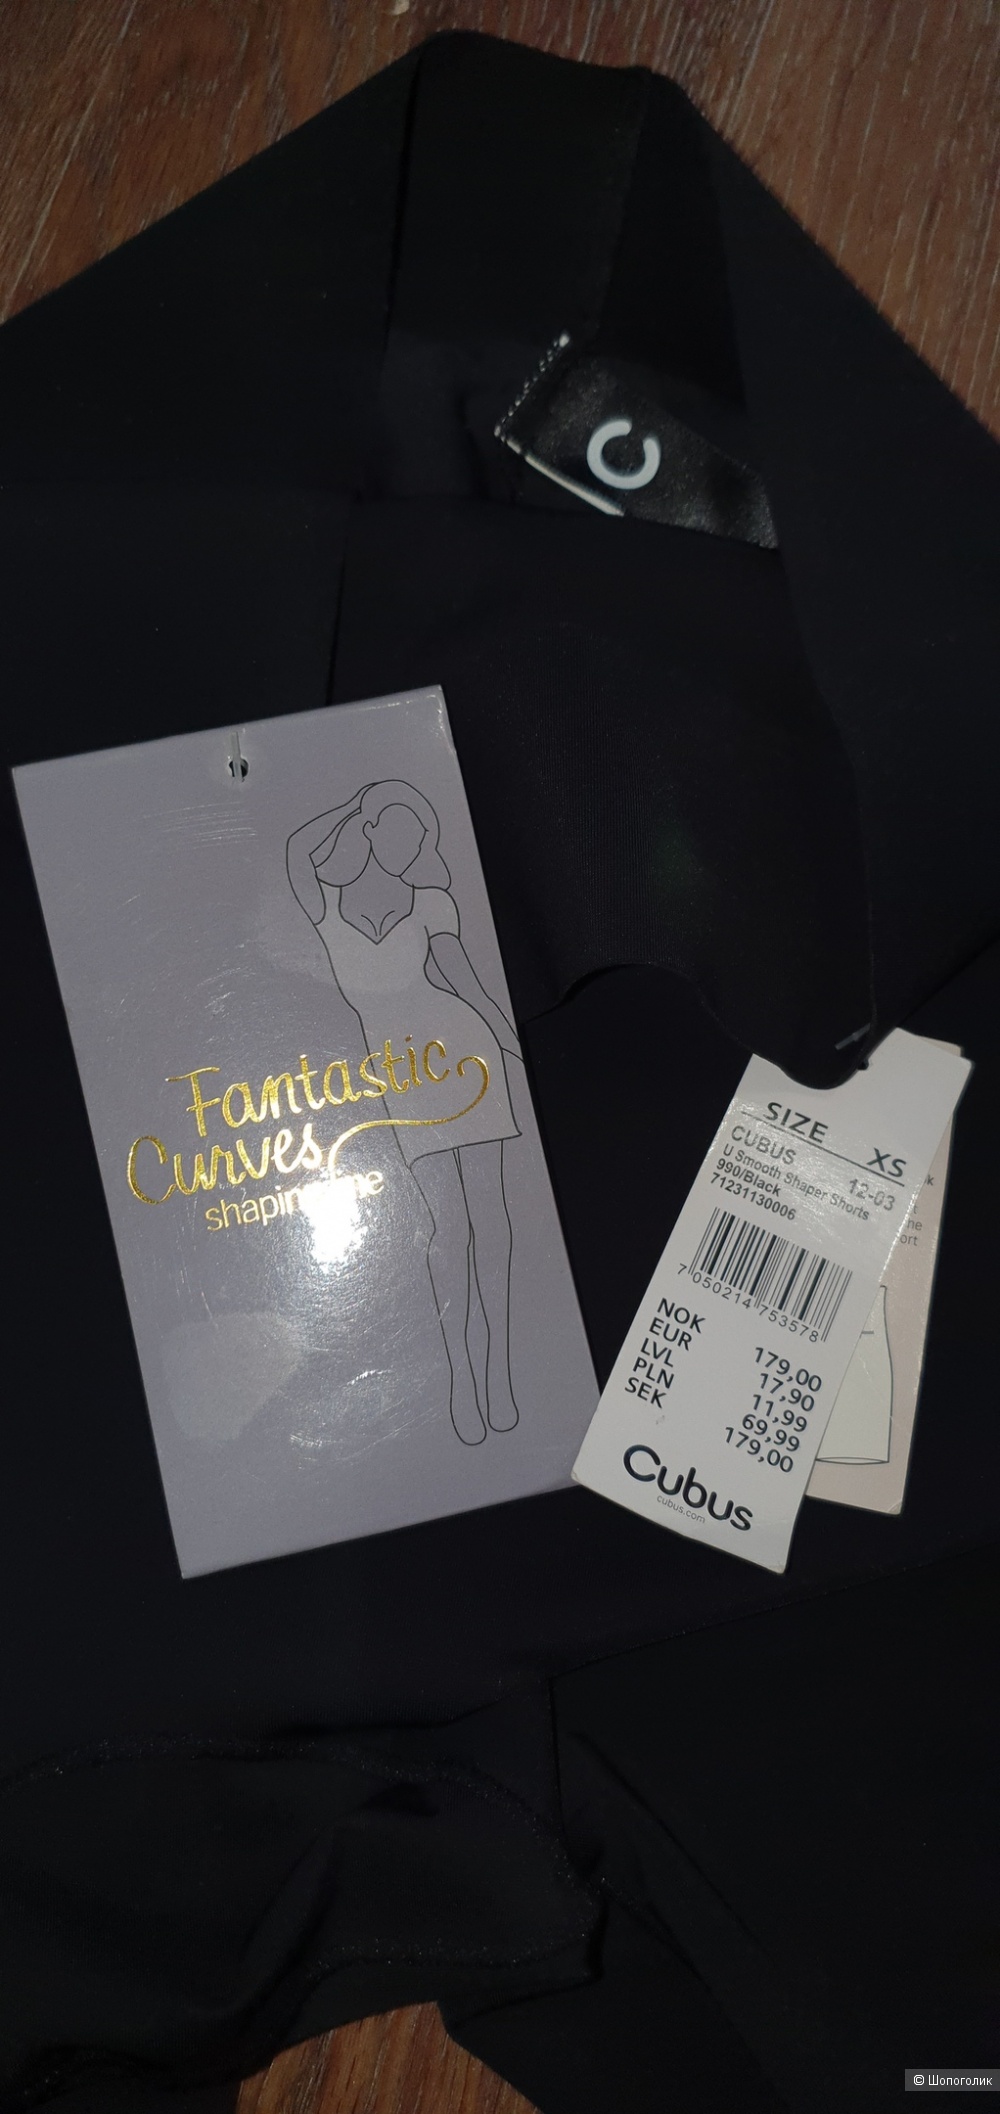 Fantastic
Curves
SIZE XS
CUBUS 12-03
U Smooth Shaper Shorts
990/Black
71231130006
7 050214 753578
NOK 179,00
EUR 17,90
LVL 11,99
PLN 69,99
SEK 179,00
Cubus
cubus.com
© Шопоголик